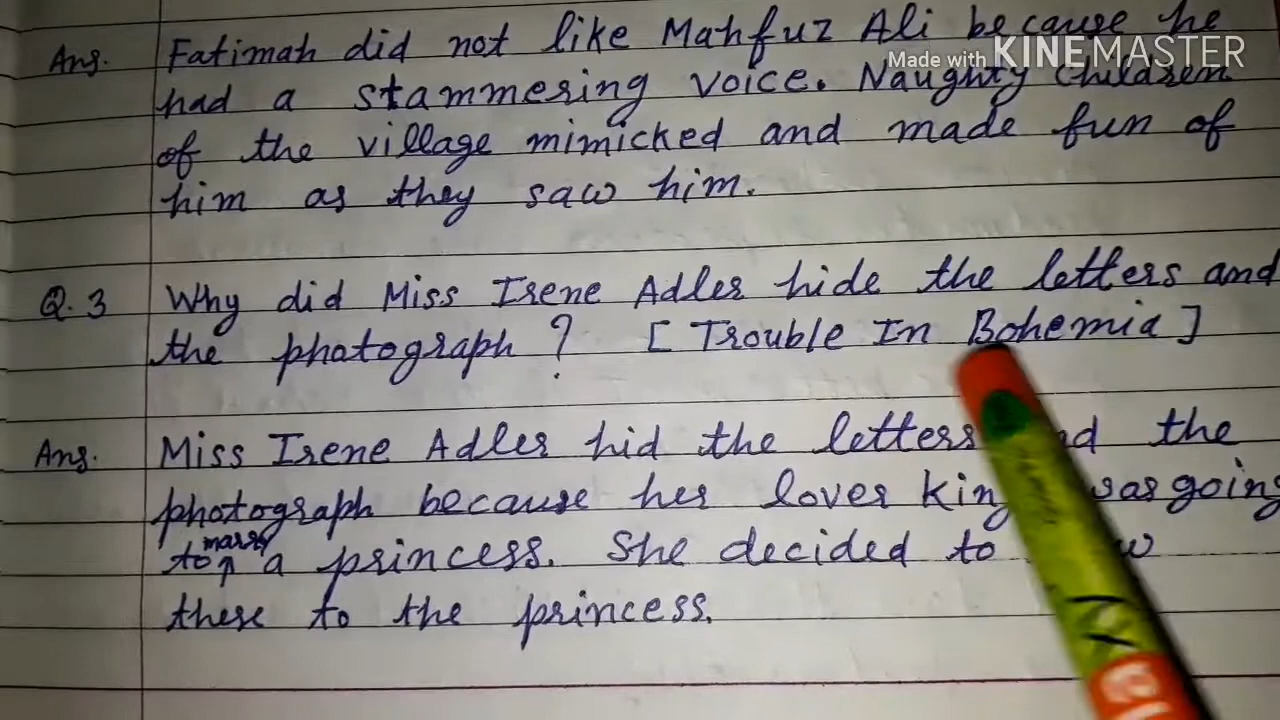 Made with KINEMASTER
Ans. Fatimah did not like Mahfuz Ali because he
had a stammering voice. Naughty Children
of the village mimicked and made fun of
him as they saw him.
Q. 3 Why did Miss Irene Adler hide the letters and
the photograph ? [ Trouble In Bohemia ]
Ans. Miss Irene Adler hid the letters the
photograph because her lover going
marry
to a princess. She decided to
these to the princess.